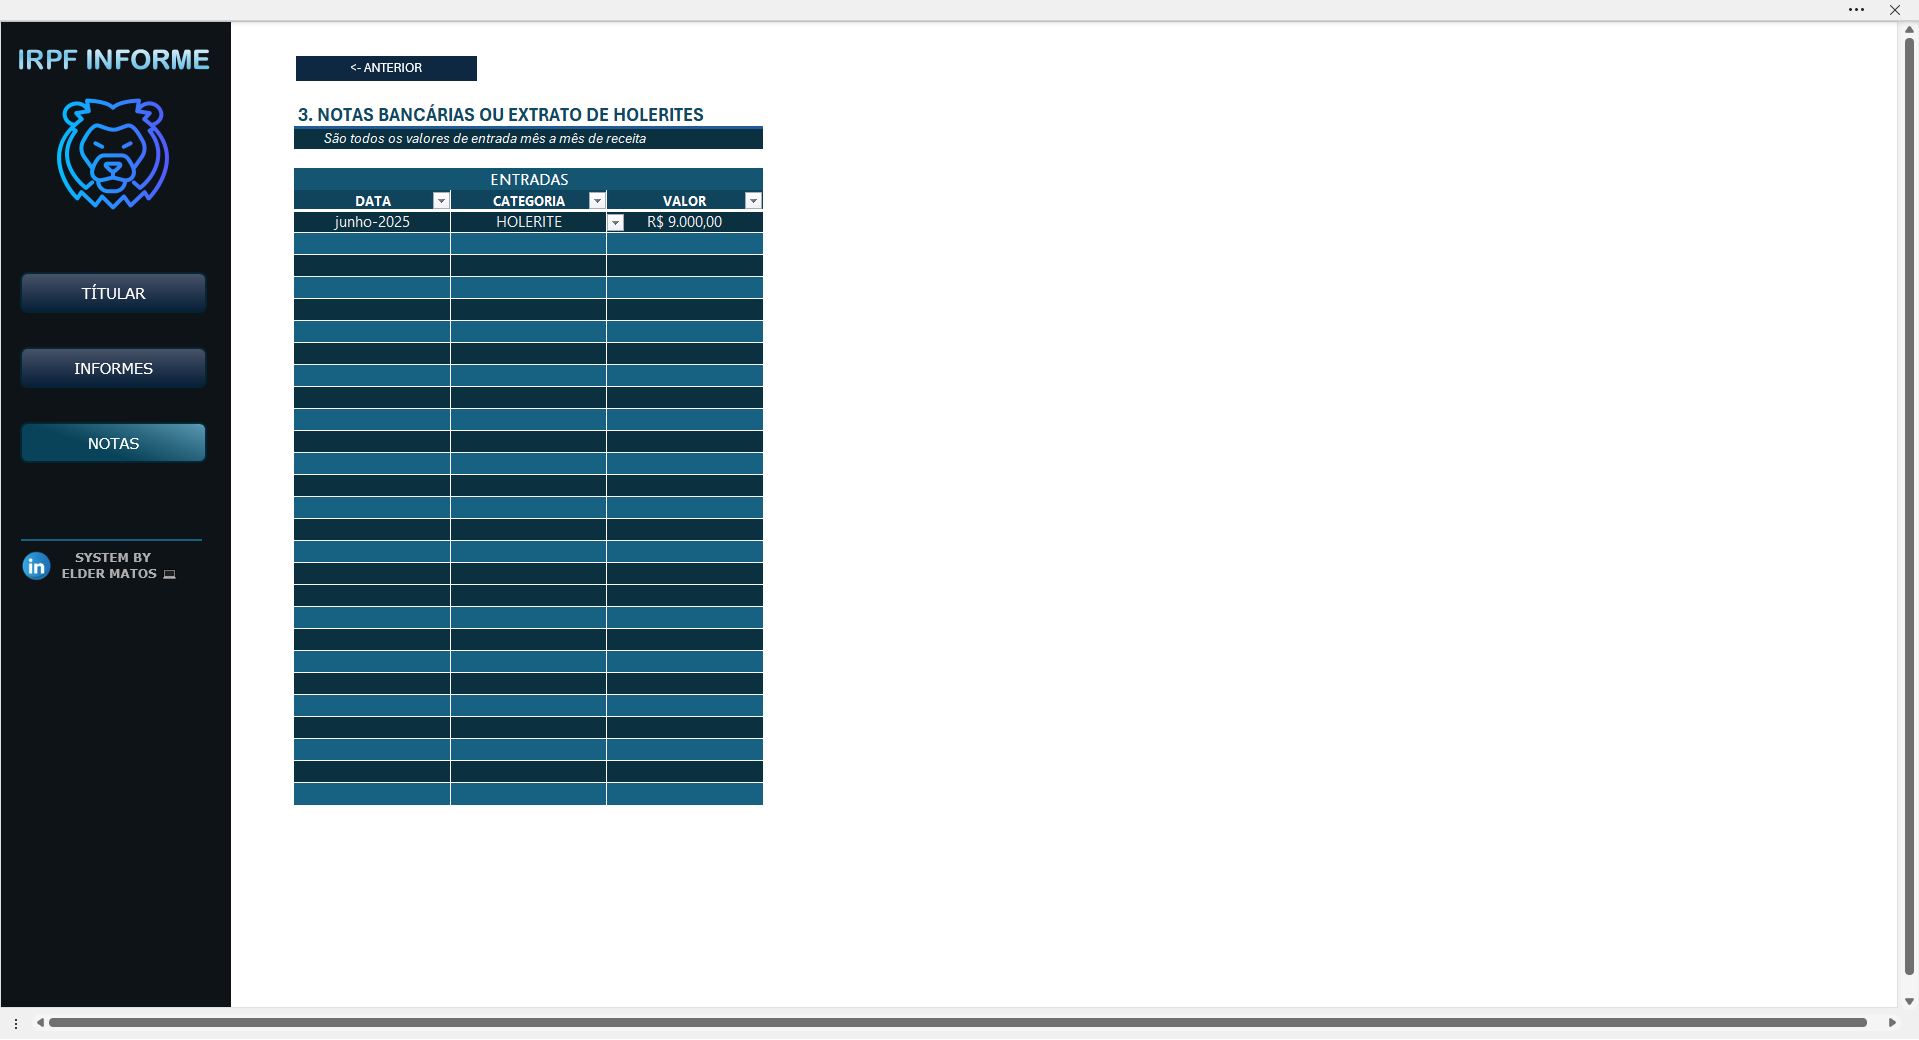 IRPF INFORME
<- ANTERIOR
3. NOTAS BANCÁRIAS OU EXTRATO DE HOLERITES
São todos os valores de entrada mês a mês de receita
ENTRADAS
DATA CATEGORIA VALOR
junho-2025 HOLERITE R$ 9.000,00
TÍTULAR
INFORMES
NOTAS
in
SYSTEM BY
ELDER MATOS